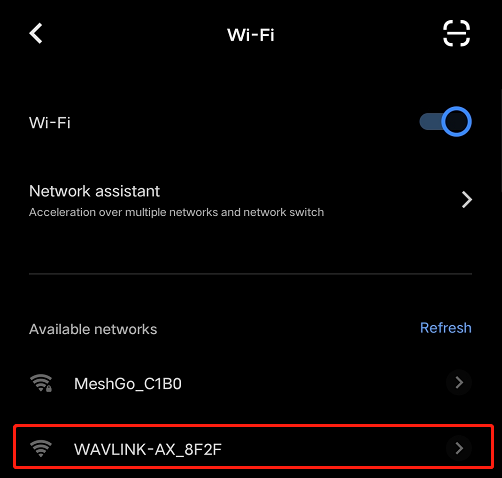 Wi-Fi
Wi-Fi
Network assistant
Acceleration over multiple networks and network switch
Available networks
Refresh
MeshGo_C1B0
WAVLINK-AX_8F2F